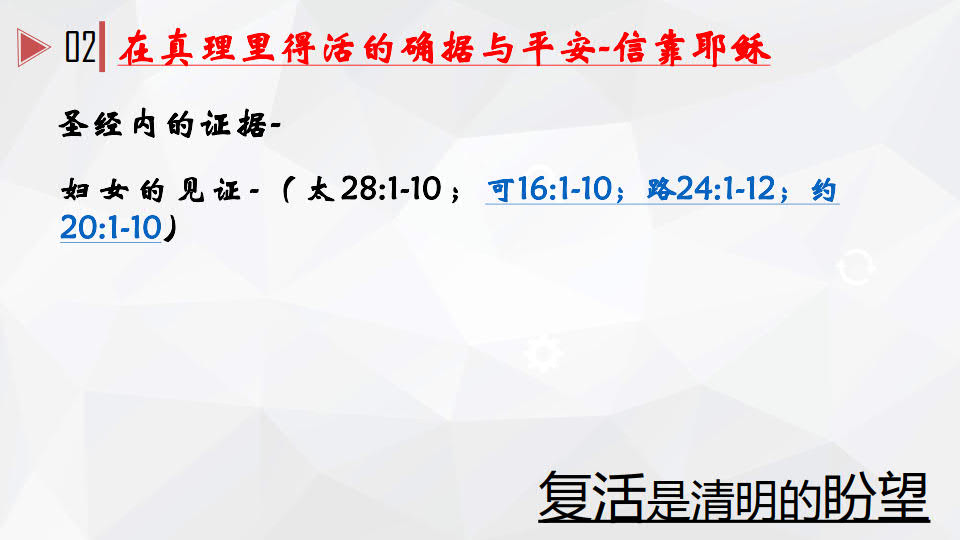 02 在真理里得活的确据与平安-信靠耶稣
圣经内的证据-
妇女的见证-（太28:1-10；可16:1-10；路24:1-12；约
20:1-10）
复活是清明的盼望